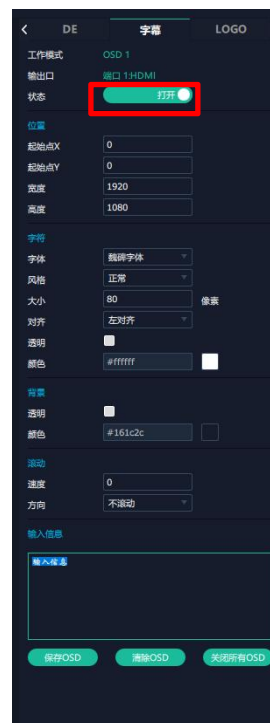 DE 字幕 LOGO
工作模式 OSD 1
输出口 端口 1:HDMI
状态 打开
位置
起始点X 0
起始点Y 0
宽度 1920
高度 1080
字符
字体 魏碑字体
风格 正常
大小 80 像素
对齐 左对齐
透明
颜色 #ffffff
背景
透明
颜色 #161c2c
滚动
速度 0
方向 不滚动
输入信息
输入信息
保存OSD 清除OSD 关闭所有OSD